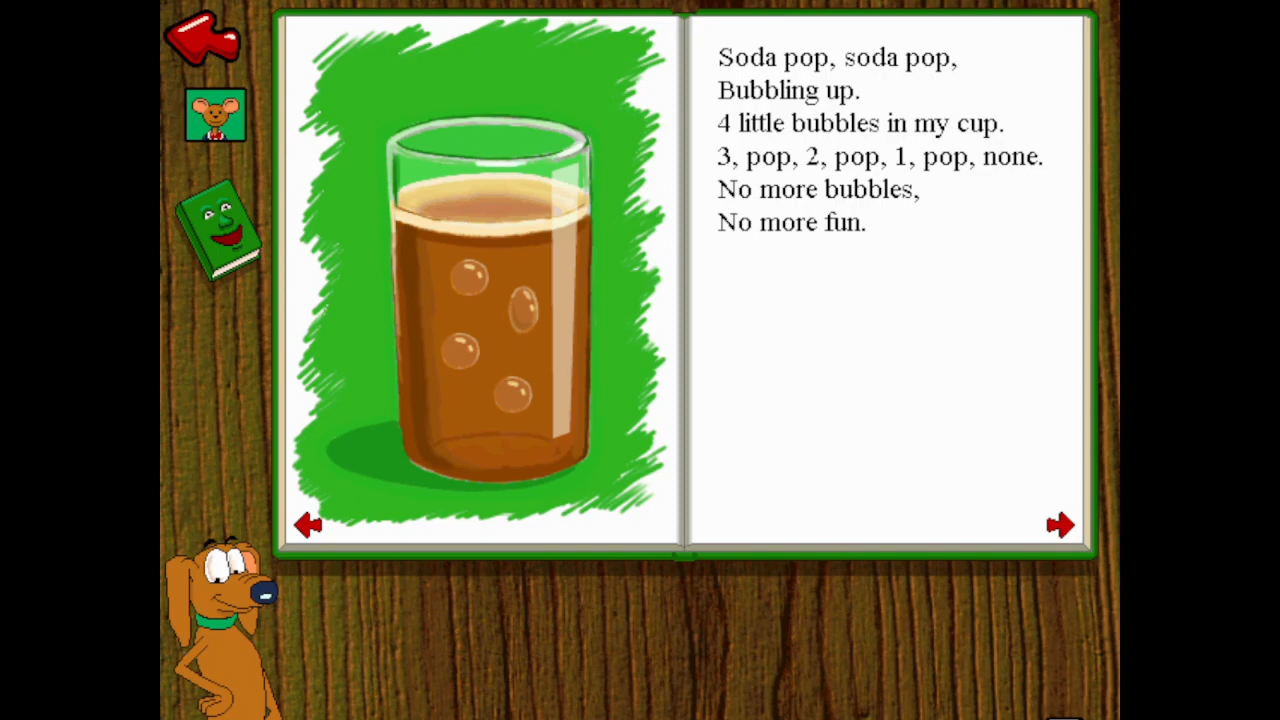 Soda pop, soda pop,
Bubbling up.
4 little bubbles in my cup.
3, pop, 2, pop, 1, pop, none.
No more bubbles,
No more fun.